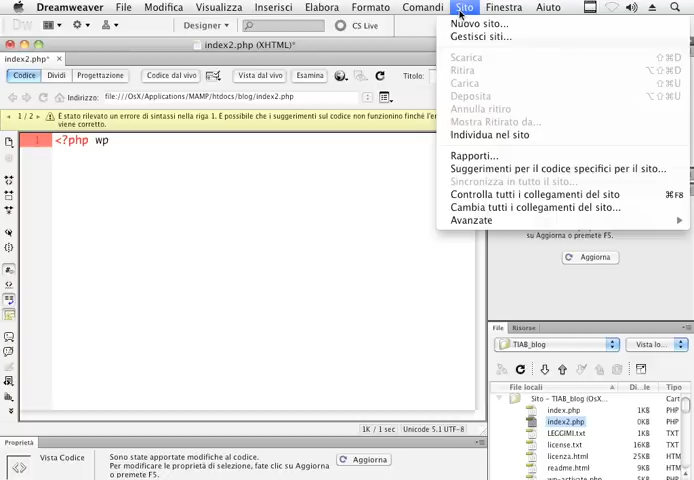 Dreamweaver File Modifica Visualizza Inserisci Elabora Formato Comandi Sito Finestra Aiuto
Dw Designer CS Live
index2.php (XHTML)*
index2.php*
Codice Dividi Progettazione Codice dal vivo Vista dal vivo Esamina Titolo:
Indirizzo: file:///OsX/Applications/MAMP/htdocs/blog/index2.php
1 / 2 È stato rilevato un errore di sintassi nella riga 1. È possibile che i suggerimenti sul codice non funzionino finché l'er
viene corretto.
1 <?php wp
Nuovo sito...
Gestisci siti...
Scarica ⇧⌘D
Ritira ⌥⇧⌘D
Carica ⇧⌘U
Deposita ⌥⇧⌘U
Annulla ritiro
Mostra Ritirato da...
Individua nel sito
Rapporti...
Suggerimenti per il codice specifici per il sito...
Sincronizza in tutto il sito...
Controlla tutti i collegamenti del sito ⌘F8
Cambia tutti i collegamenti del sito...
Avanzate
su Aggiorna o premete F5.
Aggiorna
File Risorse
TIAB_blog Vista lo...
File locali Di...le Tipo
Sito - TIAB_blog (OsX... Cart
index.php 1KB PHP
index2.php 0KB PHP
LEGGIMI.txt 1KB TXT
license.txt 16KB TXT
licenza.html 25KB HTM
readme.html 9KB HTM
wp-activate.php 5KB PHP
1K / 1 sec Unicode 5.1 UTF-8
Proprietà
Vista Codice
Sono state apportate modifiche al codice.
Per modificare le proprietà di selezione, fate clic su Aggiorna
o premete F5.
Aggiorna